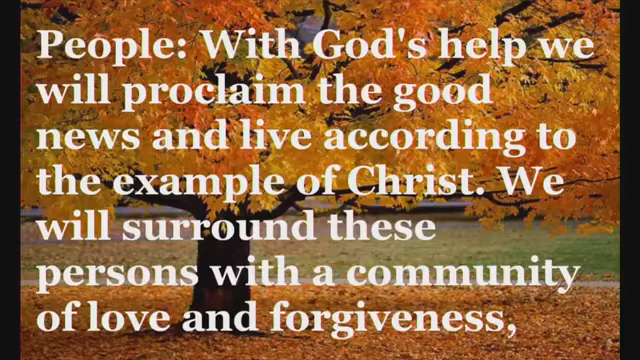 People: With God's help we
will proclaim the good
news and live according to
the example of Christ. We
will surround these
persons with a community
of love and forgiveness,